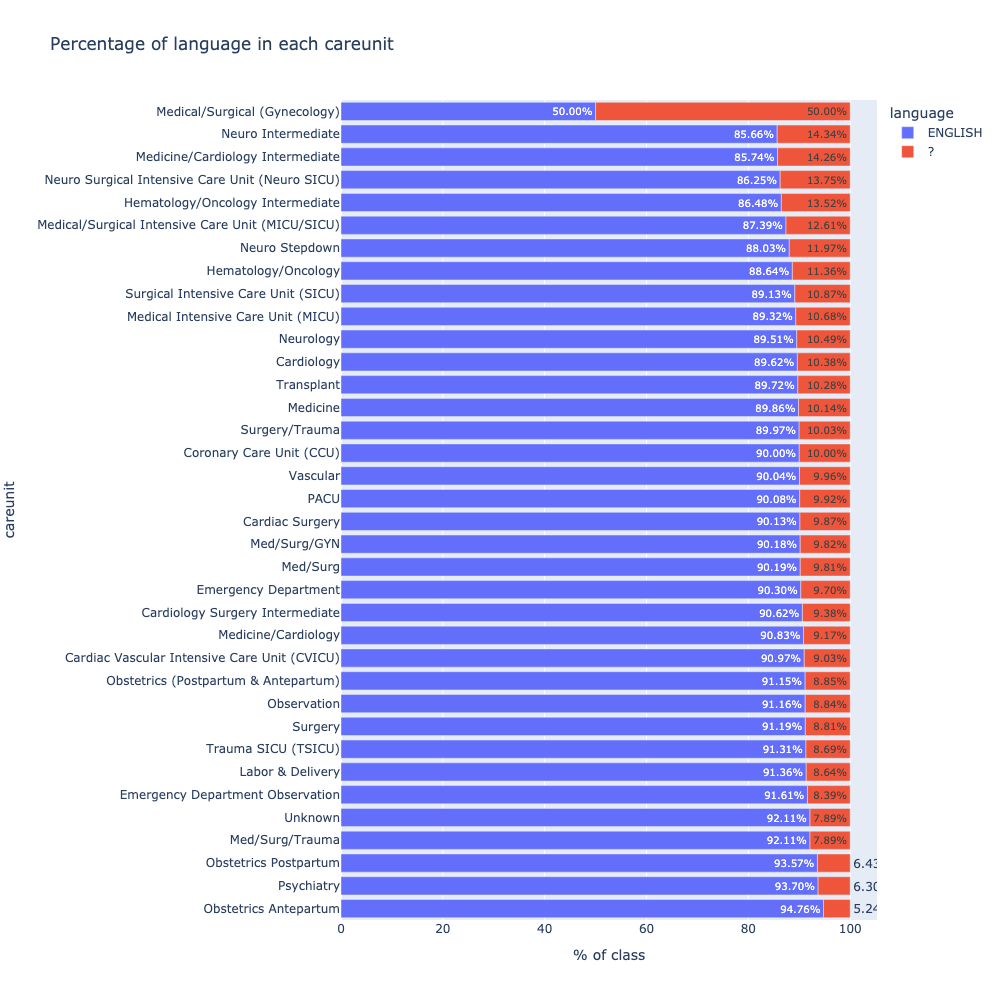 Percentage of language in each careunit
Medical/Surgical (Gynecology) 50.00% 50.00%
Neuro Intermediate 85.66% 14.34%
Medicine/Cardiology Intermediate 85.74% 14.26%
Neuro Surgical Intensive Care Unit (Neuro SICU) 86.25% 13.75%
Hematology/Oncology Intermediate 86.48% 13.52%
Medical/Surgical Intensive Care Unit (MICU/SICU) 87.39% 12.61%
Neuro Stepdown 88.03% 11.97%
Hematology/Oncology 88.64% 11.36%
Surgical Intensive Care Unit (SICU) 89.13% 10.87%
Medical Intensive Care Unit (MICU) 89.32% 10.68%
Neurology 89.51% 10.49%
Cardiology 89.62% 10.38%
Transplant 89.72% 10.28%
Medicine 89.86% 10.14%
Surgery/Trauma 89.97% 10.03%
Coronary Care Unit (CCU) 90.00% 10.00%
Vascular 90.04% 9.96%
PACU 90.08% 9.92%
Cardiac Surgery 90.13% 9.87%
Med/Surg/GYN 90.18% 9.82%
Med/Surg 90.19% 9.81%
Emergency Department 90.30% 9.70%
Cardiology Surgery Intermediate 90.62% 9.38%
Medicine/Cardiology 90.83% 9.17%
Cardiac Vascular Intensive Care Unit (CVICU) 90.97% 9.03%
Obstetrics (Postpartum & Antepartum) 91.15% 8.85%
Observation 91.16% 8.84%
Surgery 91.19% 8.81%
Trauma SICU (TSICU) 91.31% 8.69%
Labor & Delivery 91.36% 8.64%
Emergency Department Observation 91.61% 8.39%
Unknown 92.11% 7.89%
Med/Surg/Trauma 92.11% 7.89%
Obstetrics Postpartum 93.57% 6.43
Psychiatry 93.70% 6.30
Obstetrics Antepartum 94.76% 5.24
0 20 40 60 80 100
% of class
careunit
language
ENGLISH
?